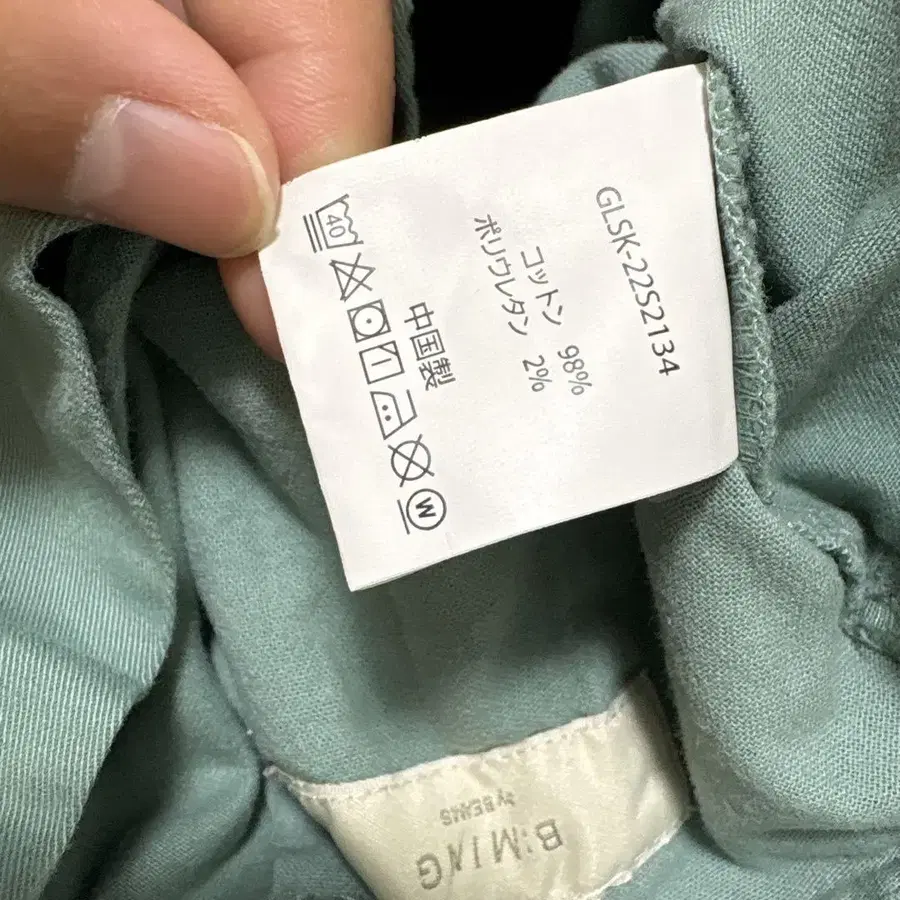 GLSK-22S2134
コットン 98%
ポリウレタン 2%
中国製
40
W
B:MING
by BEAMS